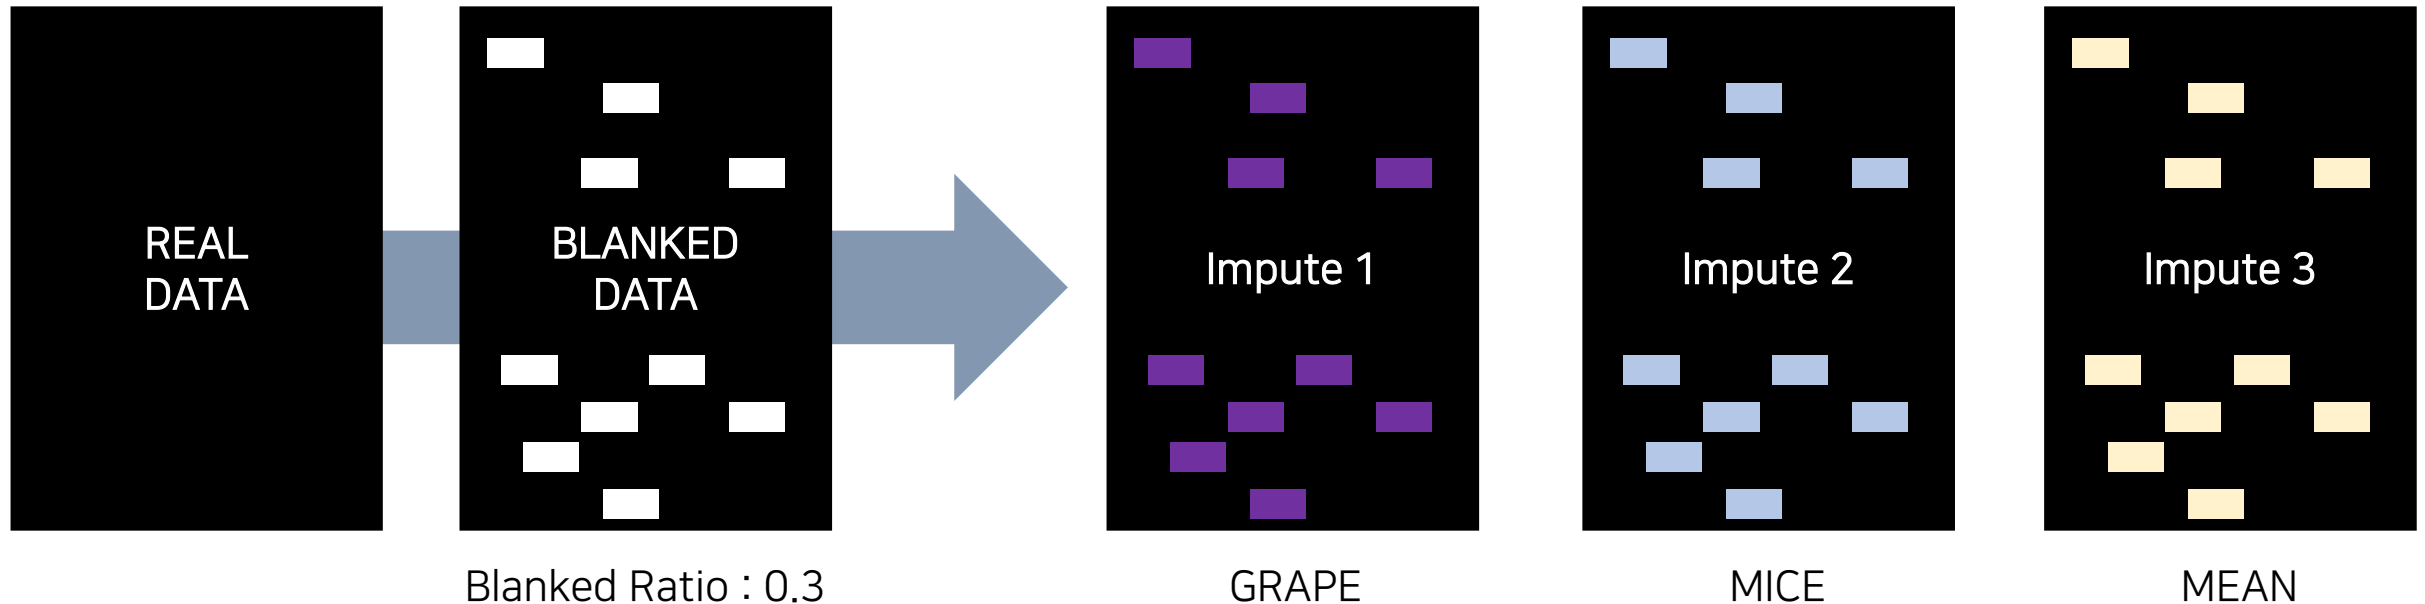 REAL
DATA
BLANKED
DATA
Impute 1
Impute 2
Impute 3
Blanked Ratio : 0.3
GRAPE
MICE
MEAN